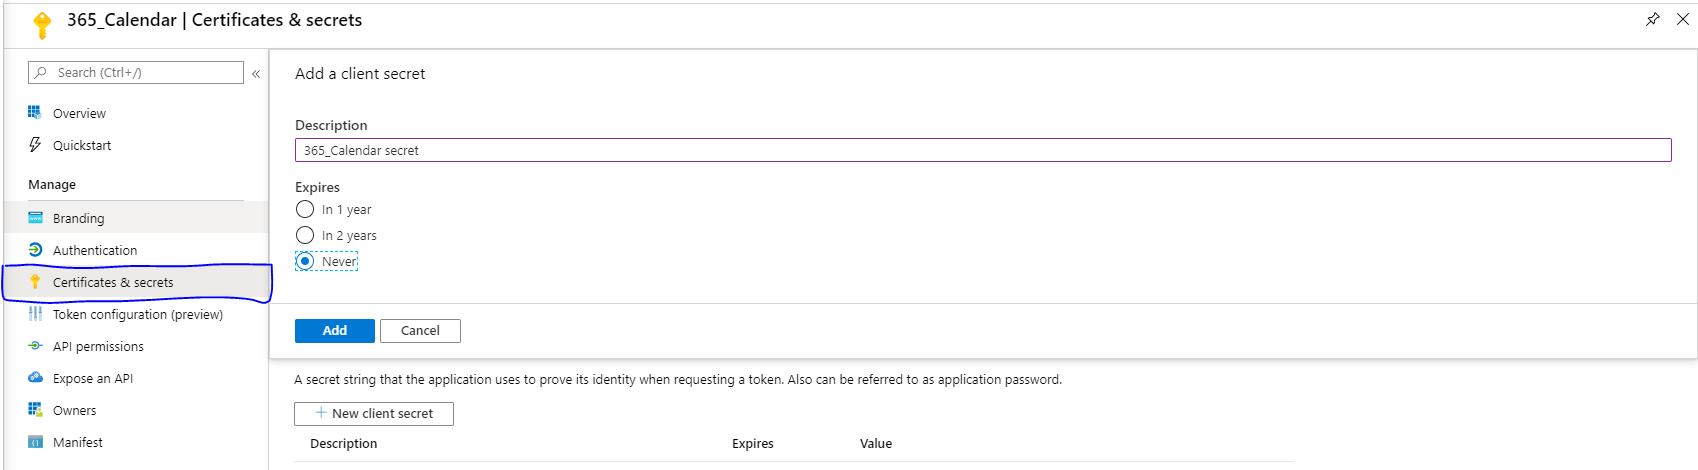 365_Calendar | Certificates & secrets
Search (Ctrl+/)
«
Overview
Quickstart
Manage
Branding
Authentication
Certificates & secrets
Token configuration (preview)
API permissions
Expose an API
Owners
Manifest
Add a client secret
Description
365_Calendar secret
Expires
In 1 year
In 2 years
Never
Add Cancel
A secret string that the application uses to prove its identity when requesting a token. Also can be referred to as application password.
+ New client secret
Description Expires Value